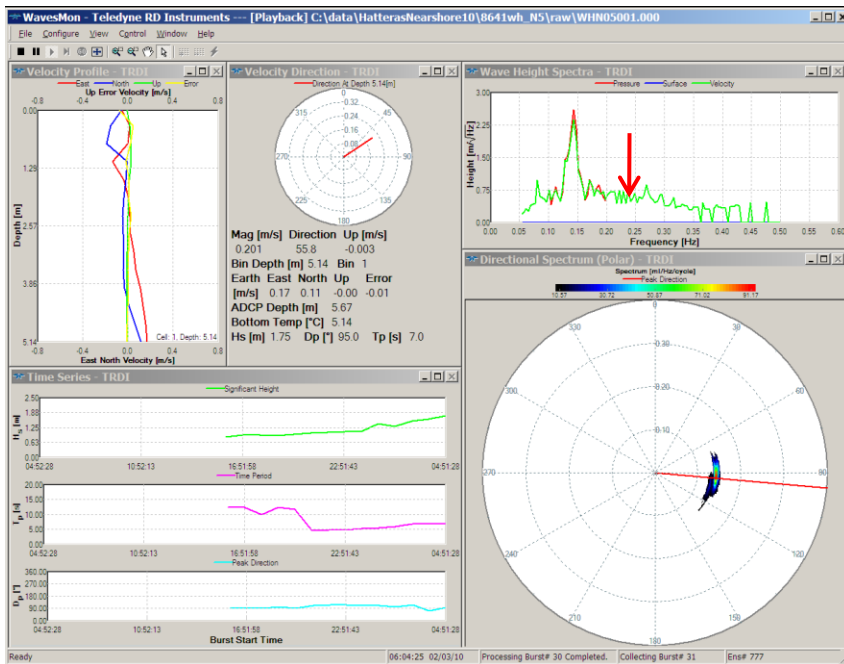 WavesMon - Teledyne RD Instruments --- [Playback] C:\data\HatterasNearshore10\8641wh_N5\raw\WHN05001.000
File Configure View Control Window Help
Velocity Profile - TRDI
East North Up Error
Up Error Velocity [m/s]
-0.8 -0.4 0.0 0.4 0.8
0.00
1.29
2.57
3.86
5.14
Depth [m]
Cell: 1, Depth: 5.14
-0.8 -0.4 0.0 0.4 0.8
East North Velocity [m/s]
Velocity Direction - TRDI
Direction At Depth 5.14[m]
0
45
90
180
225
270
315
0.32
0.24
0.16
0.08
Mag [m/s] Direction Up [m/s]
0.201 55.8 -0.003
Bin Depth [m] 5.14 Bin 1
Earth East North Up Error
[m/s] 0.17 0.11 -0.00 -0.01
ADCP Depth [m] 5.67
Bottom Temp [°C] 5.14
Hs [m] 1.75 Dp [°] 95.0 Tp [s] 7.0
Wave Height Spectra - TRDI
Pressure Surface Velocity
3.00
2.25
1.50
0.75
0.00
Height [m/√Hz]
0.00 0.05 0.10 0.15 0.20 0.25 0.30 0.35 0.40 0.45 0.50 0.55 0.60
Frequency [Hz]
Directional Spectrum (Polar) - TRDI
Spectrum [mt/Hz/cycle]
Peak Direction
10.57 30.72 50.87 71.02 91.17
0
30
60
90
120
150
180
210
240
270
300
330
0.30
0.20
0.10
Time Series - TRDI
Significant Height
2.50
1.88
1.25
0.63
0.00
Hs [m]
04:52:28 10:52:13 16:51:58 22:51:43 04:51:28
Time Period
20.00
15.00
10.00
5.00
0.00
Tp [s]
04:52:28 10:52:13 16:51:58 22:51:43 04:51:28
Peak Direction
360.00
270.00
180.00
90.00
0.00
Dp [°]
04:52:28 10:52:13 16:51:58 22:51:43 04:51:28
Burst Start Time
Ready 06:04:25 02/03/10 Processing Burst# 30 Completed. Collecting Burst# 31 Ens# 777